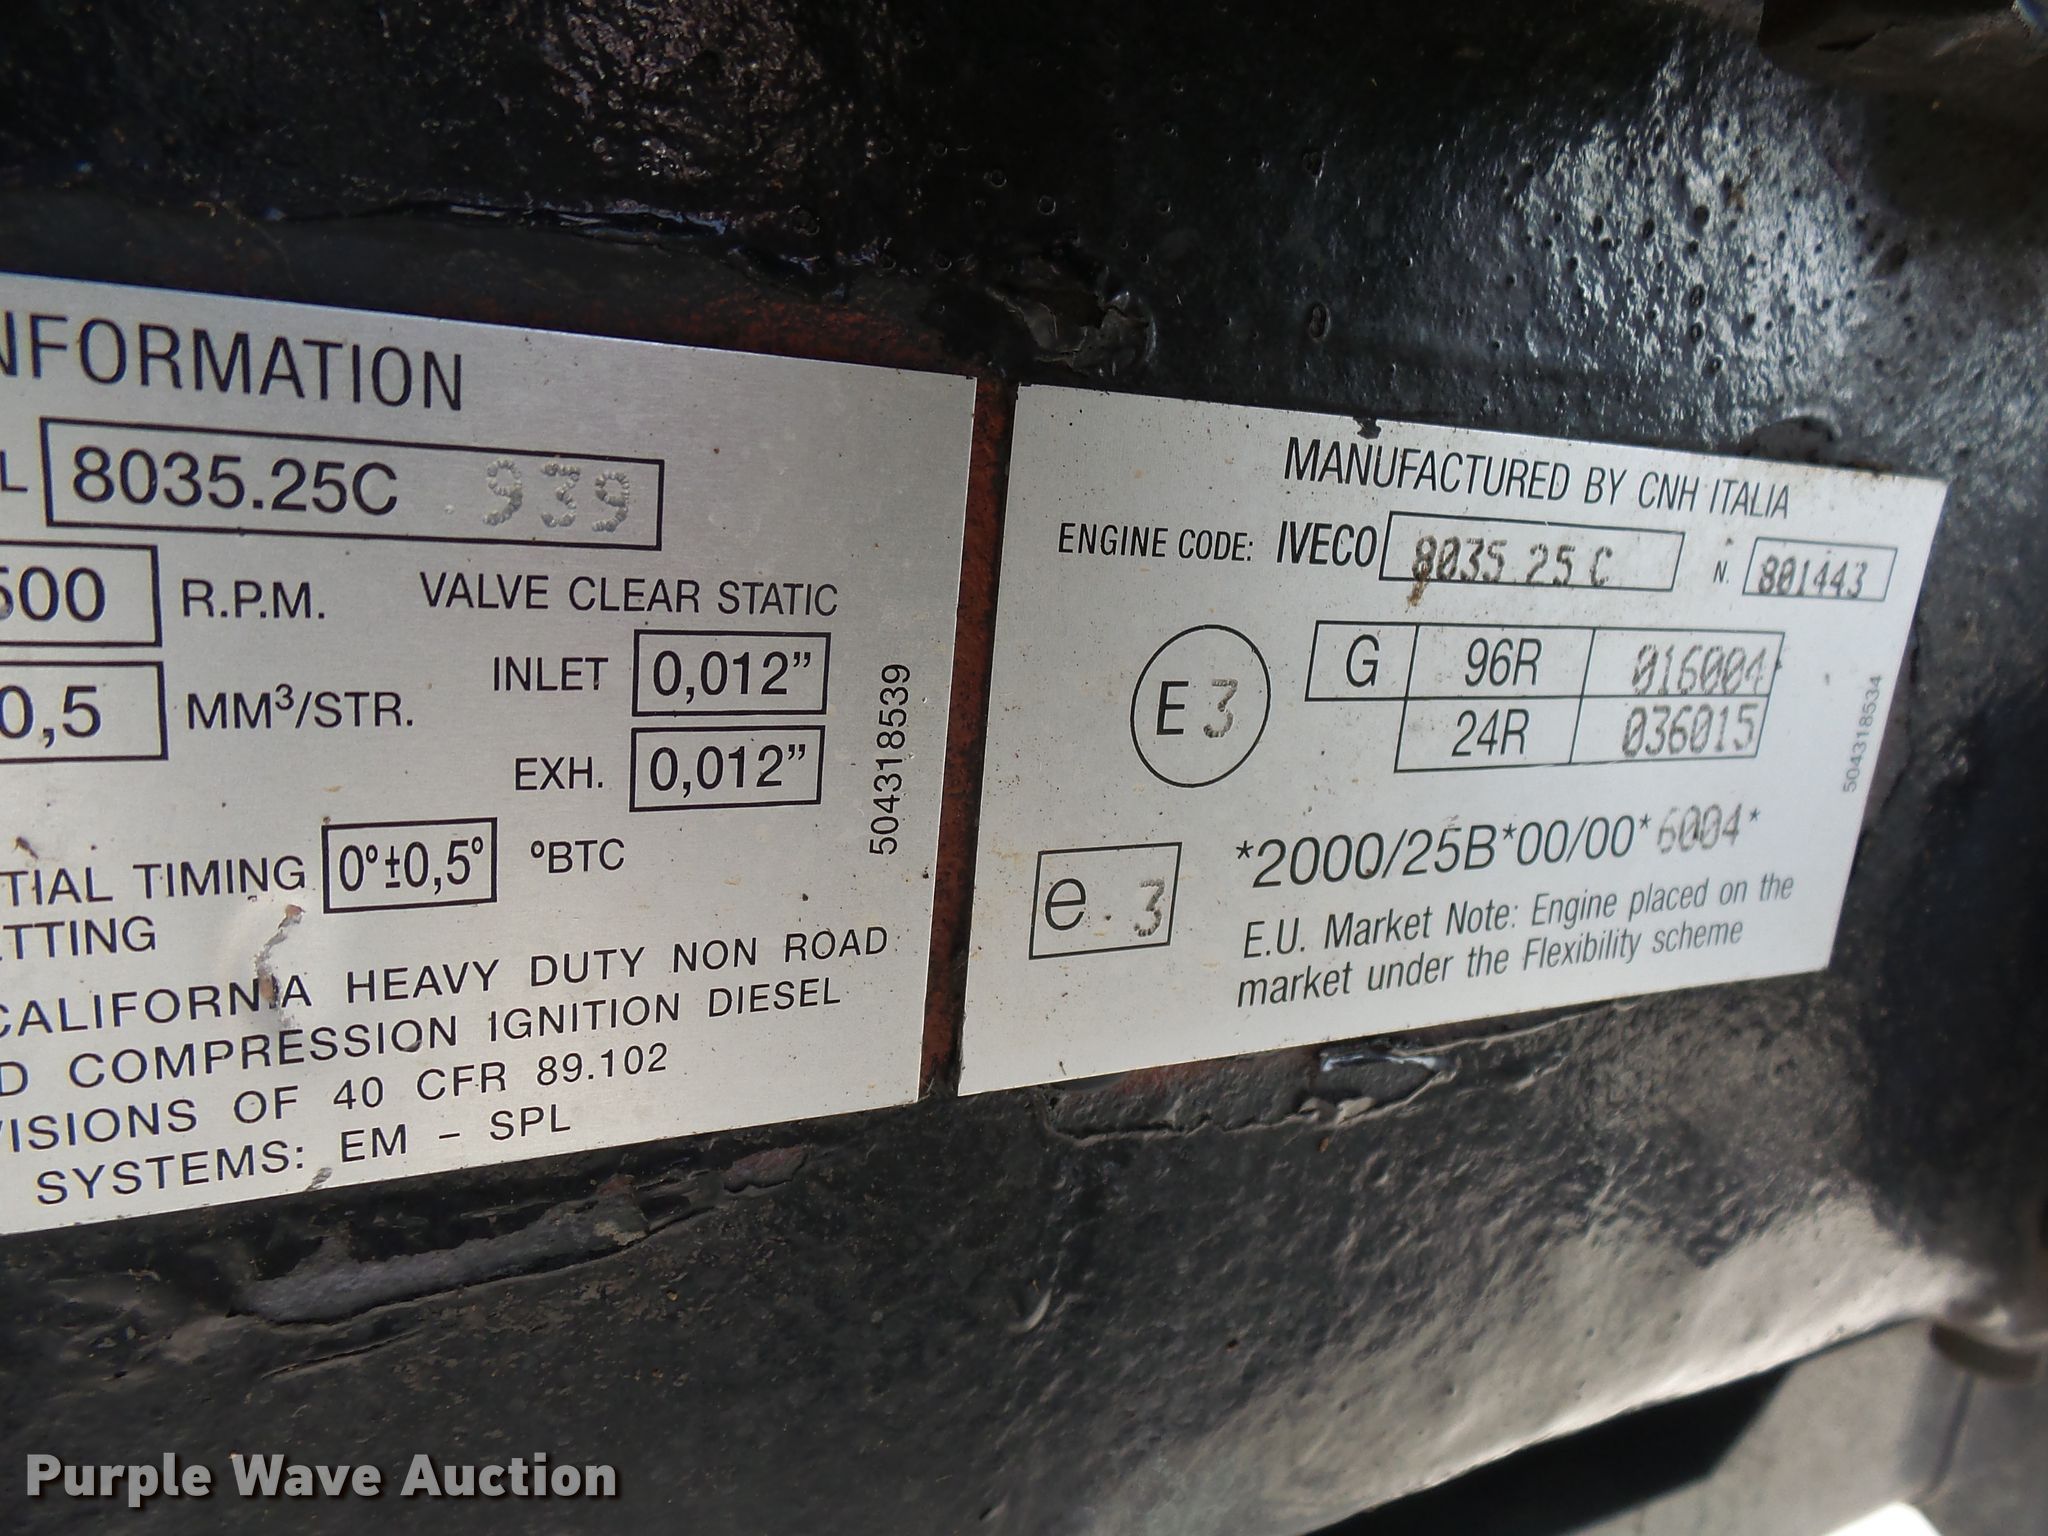 NFORMATION
L 8035.25C 939
500 R.P.M. VALVE CLEAR STATIC
0,5 MM³/STR. INLET 0,012”
EXH. 0,012”
504318539
TIAL TIMING 0°±0,5° °BTC
TTING
CALIFORNIA HEAVY DUTY NON ROAD
D COMPRESSION IGNITION DIESEL
VISIONS OF 40 CFR 89.102
SYSTEMS: EM – SPL
MANUFACTURED BY CNH ITALIA
ENGINE CODE: IVECO 8035 25 C N. 801443
E 3 G 96R 016004
24R 036015
504318534
e 3 *2000/25B*00/00*6004*
E.U. Market Note: Engine placed on the
market under the Flexibility scheme
Purple Wave Auction